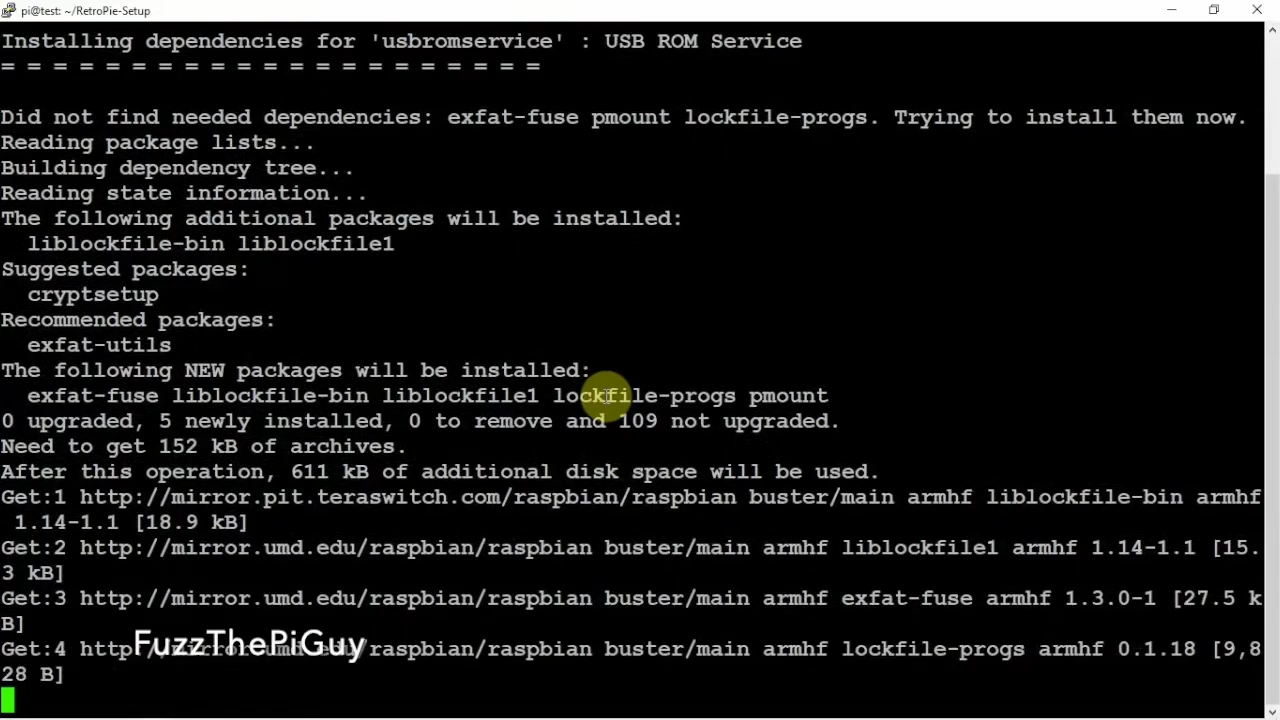 pi@test: ~/RetroPie-Setup
Installing dependencies for 'usbromservice' : USB ROM Service
= = = = = = = = = = = = = = = = = = = = =
Did not find needed dependencies: exfat-fuse pmount lockfile-progs. Trying to install them now.
Reading package lists...
Building dependency tree...
Reading state information...
The following additional packages will be installed:
liblockfile-bin liblockfile1
Suggested packages:
cryptsetup
Recommended packages:
exfat-utils
The following NEW packages will be installed:
exfat-fuse liblockfile-bin liblockfile1 lockfile-progs pmount
0 upgraded, 5 newly installed, 0 to remove and 109 not upgraded.
Need to get 152 kB of archives.
After this operation, 611 kB of additional disk space will be used.
Get:1 http://mirror.pit.teraswitch.com/raspbian/raspbian buster/main armhf liblockfile-bin armhf
1.14-1.1 [18.9 kB]
Get:2 http://mirror.umd.edu/raspbian/raspbian buster/main armhf liblockfile1 armhf 1.14-1.1 [15.
3 kB]
Get:3 http://mirror.umd.edu/raspbian/raspbian buster/main armhf exfat-fuse armhf 1.3.0-1 [27.5 k
B]
Get:4 http://mirror.umd.edu/raspbian/raspbian buster/main armhf lockfile-progs armhf 0.1.18 [9,8
28 B]
FuzzThePiGuy